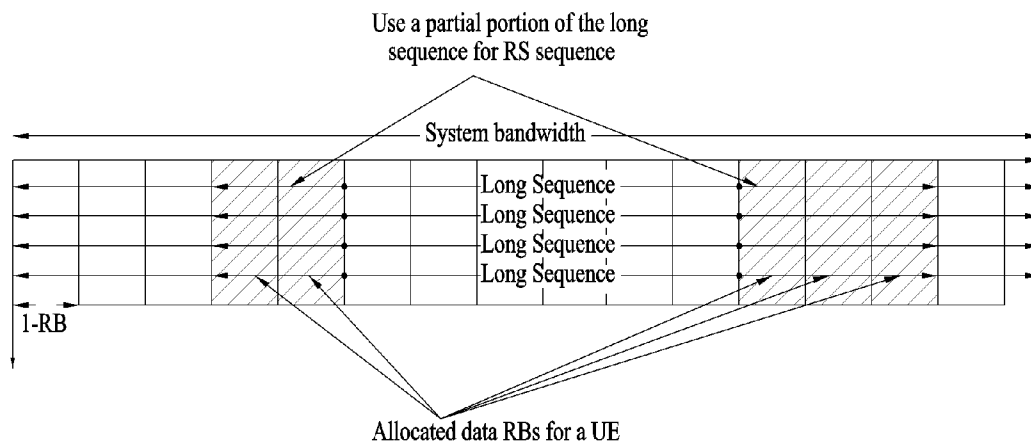 Use a partial portion of the long
sequence for RS sequence
System bandwidth
Long Sequence
Long Sequence
Long Sequence
Long Sequence
1-RB
Allocated data RBs for a UE